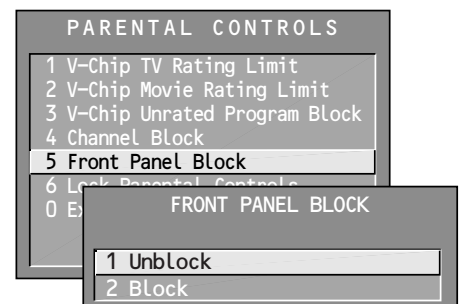 PARENTAL CONTROLS
1 V-Chip TV Rating Limit
2 V-Chip Movie Rating Limit
3 V-Chip Unrated Program Block
4 Channel Block
5 Front Panel Block
6 Lock Parental Controls
0
FRONT PANEL BLOCK
1 Unblock
2 Block